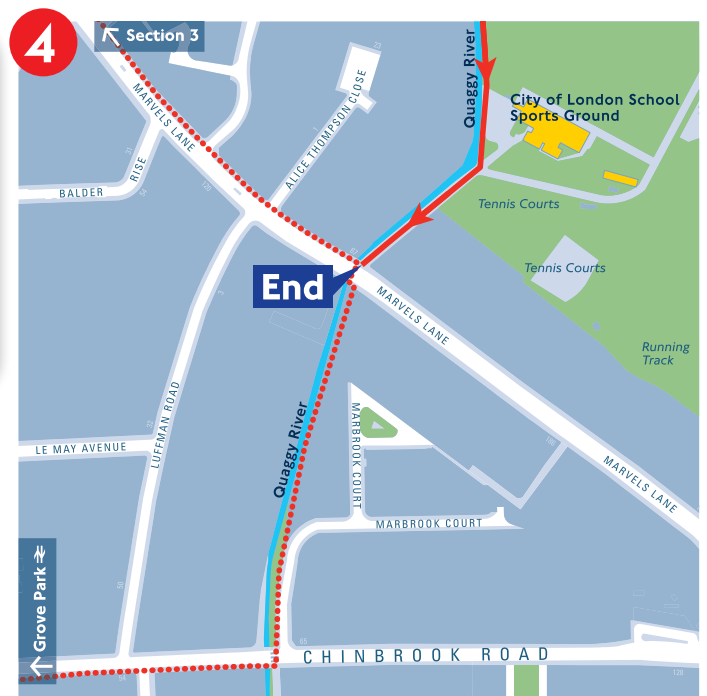 4
Section 3
Quaggy River
City of London School
Sports Ground
MARVELS LANE
ALICE THOMPSON CLOSE
BALDER
RISE
Tennis Courts
Tennis Courts
End
MARVELS LANE
Running
Track
LUFFMAN ROAD
Quaggy River
MARBROOK COURT
LE MAY AVENUE
MARVELS LANE
MARBROOK COURT
Grove Park
CHINBROOK ROAD
65
128